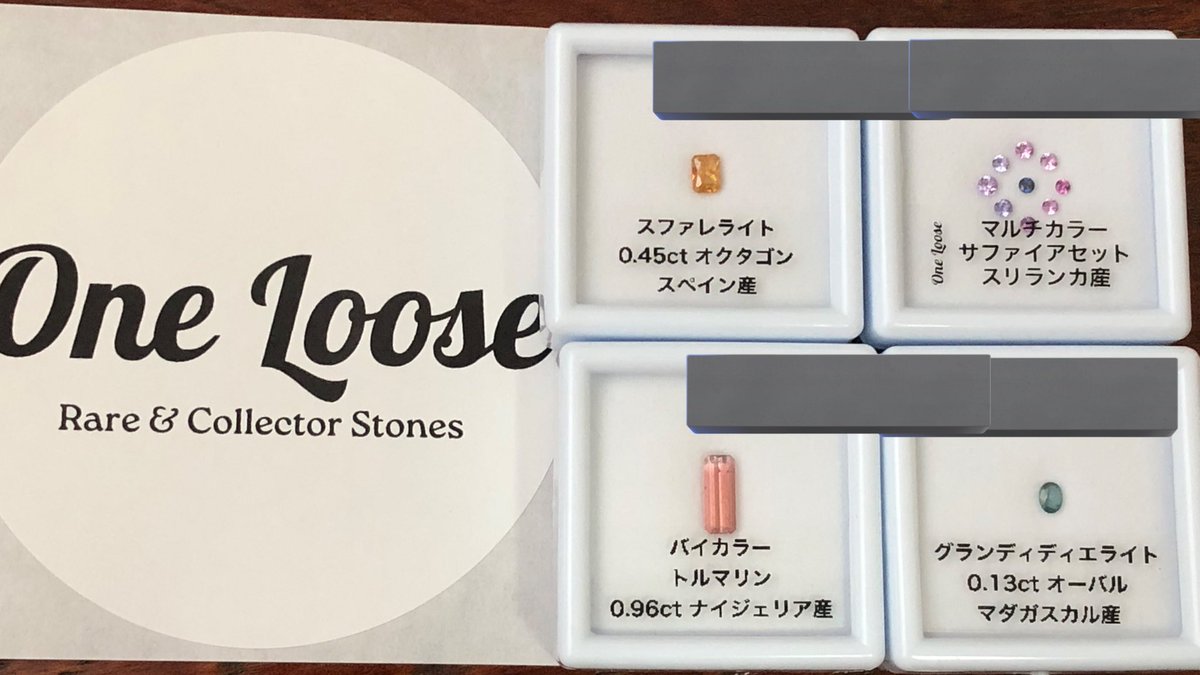 One Loose
Rare & Collector Stones
スファレライト
0.45ct オクタゴン
スペイン産
One Loose
マルチカラー
サファイアセット
スリランカ産
バイカラー
トルマリン
0.96ct ナイジェリア産
グランディディエライト
0.13ct オーバル
マダガスカル産